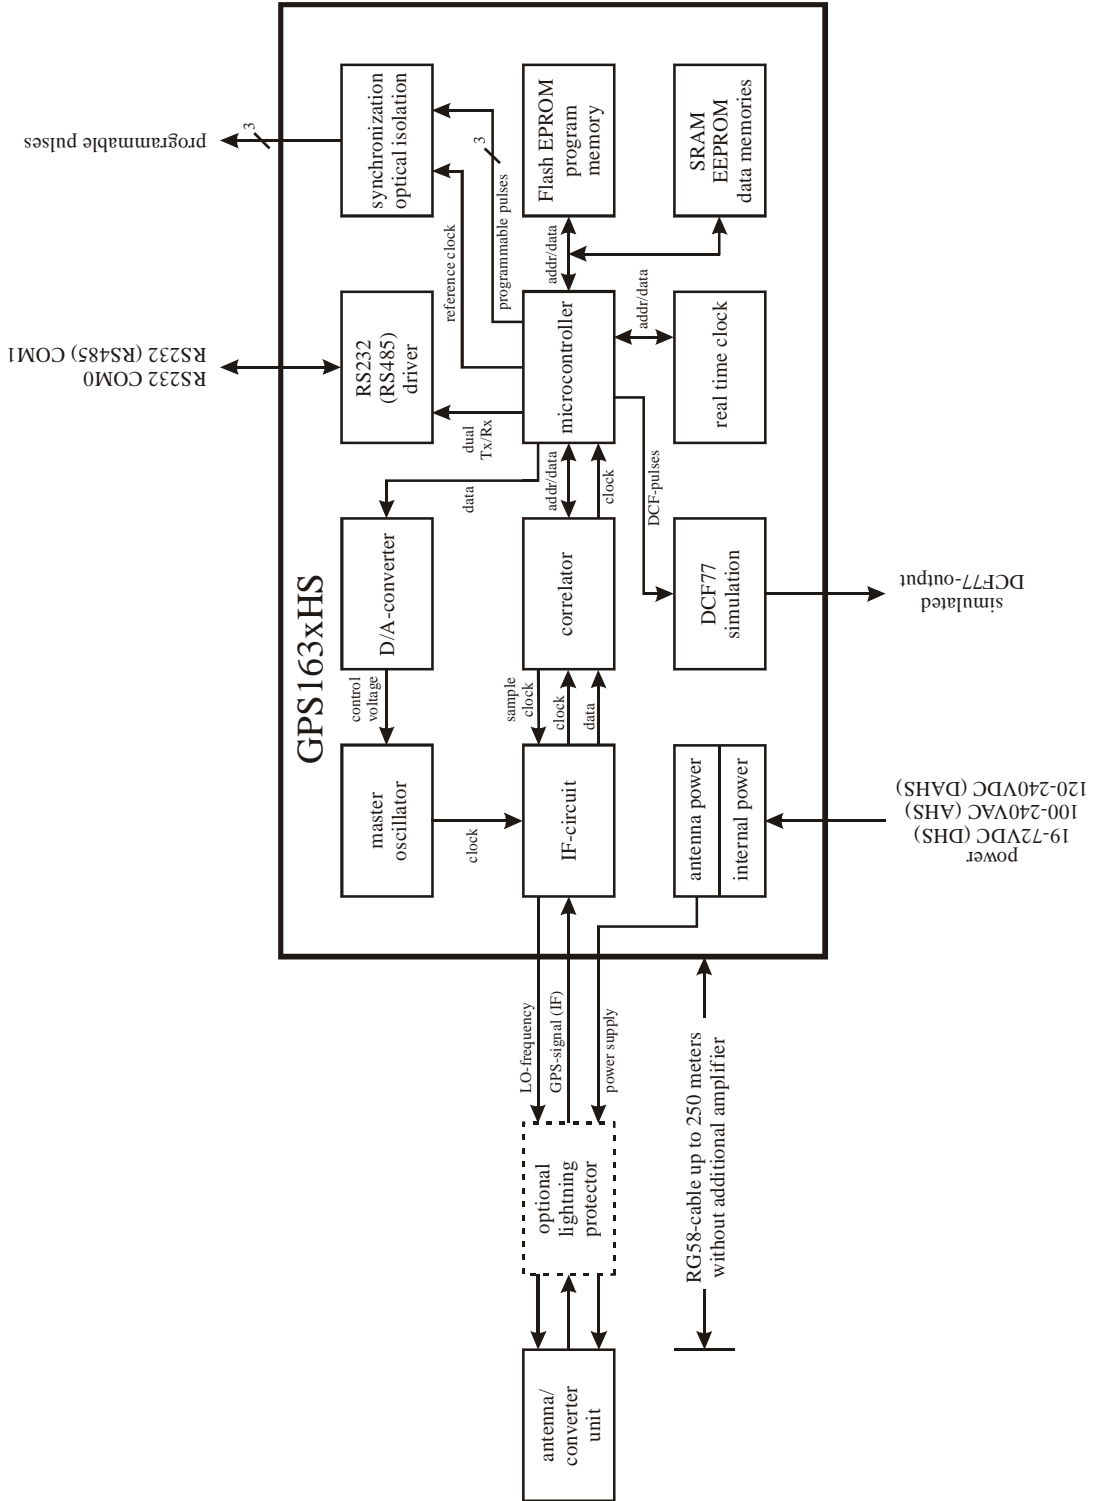 GPS163xHS
antenna/
converter
unit
optional
lightning
protector
LO-frequency
GPS-signal (IF)
power supply
RG58-cable up to 250 meters
without additional amplifier
master
oscillator
clock
IF-circuit
antenna power
internal power
power
19-72VDC (DHS)
100-240VAC (AHS)
120-240VDC (DAHS)
control
voltage
sample
clock
clock
data
D/A-converter
correlator
DCF77
simulation
simulated
DCF77-output
data
addr/data
clock
DCF-pulses
dual
Tx/Rx
RS232
(RS485)
driver
RS232 COM0
RS232 (RS485) COM1
microcontroller
real time clock
addr/data
reference clock
programmable pulses
3
addr/data
synchronization
optical isolation
3
programmable pulses
Flash EPROM
program
memory
SRAM
EEPROM
data memories